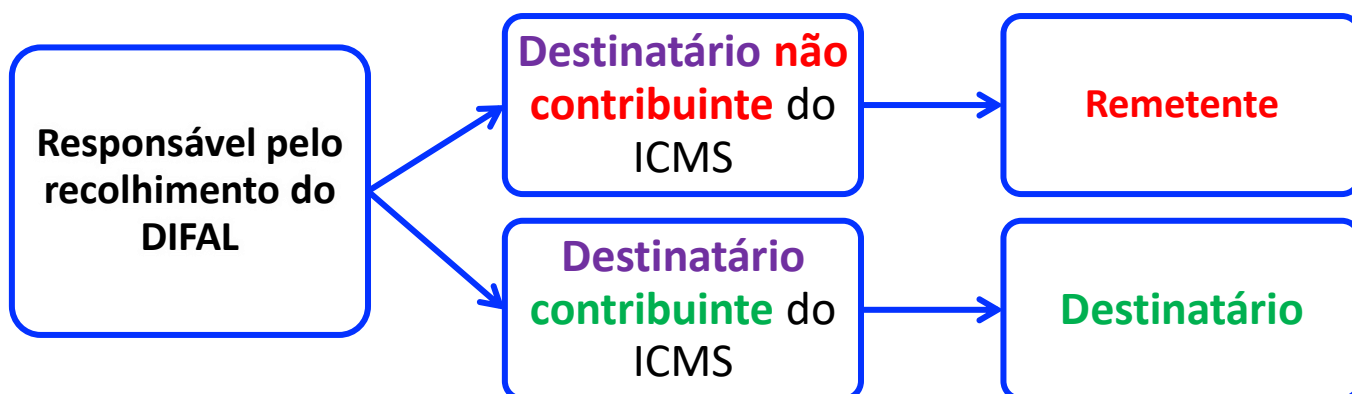 Responsável pelo
recolhimento do
DIFAL
Destinatário não
contribuinte do
ICMS
Remetente
Destinatário
contribuinte do
ICMS
Destinatário